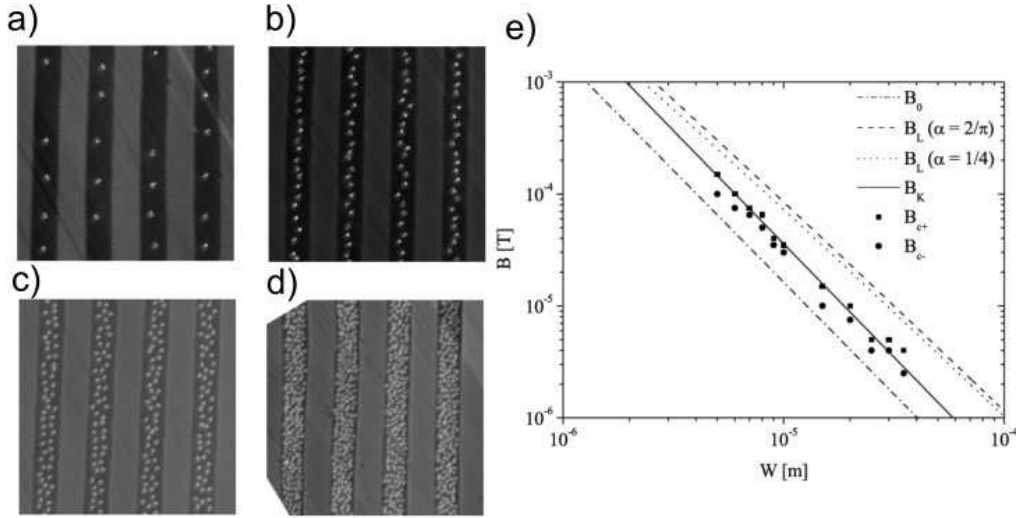 a)
b)
c)
d)
e)
10⁻³
10⁻⁴
10⁻⁵
10⁻⁶
B [T]
B₀
B_L (α = 2/π)
B_L (α = 1/4)
B_K
B_c+
B_c-
10⁻⁶
10⁻⁵
10⁻⁴
W [m]